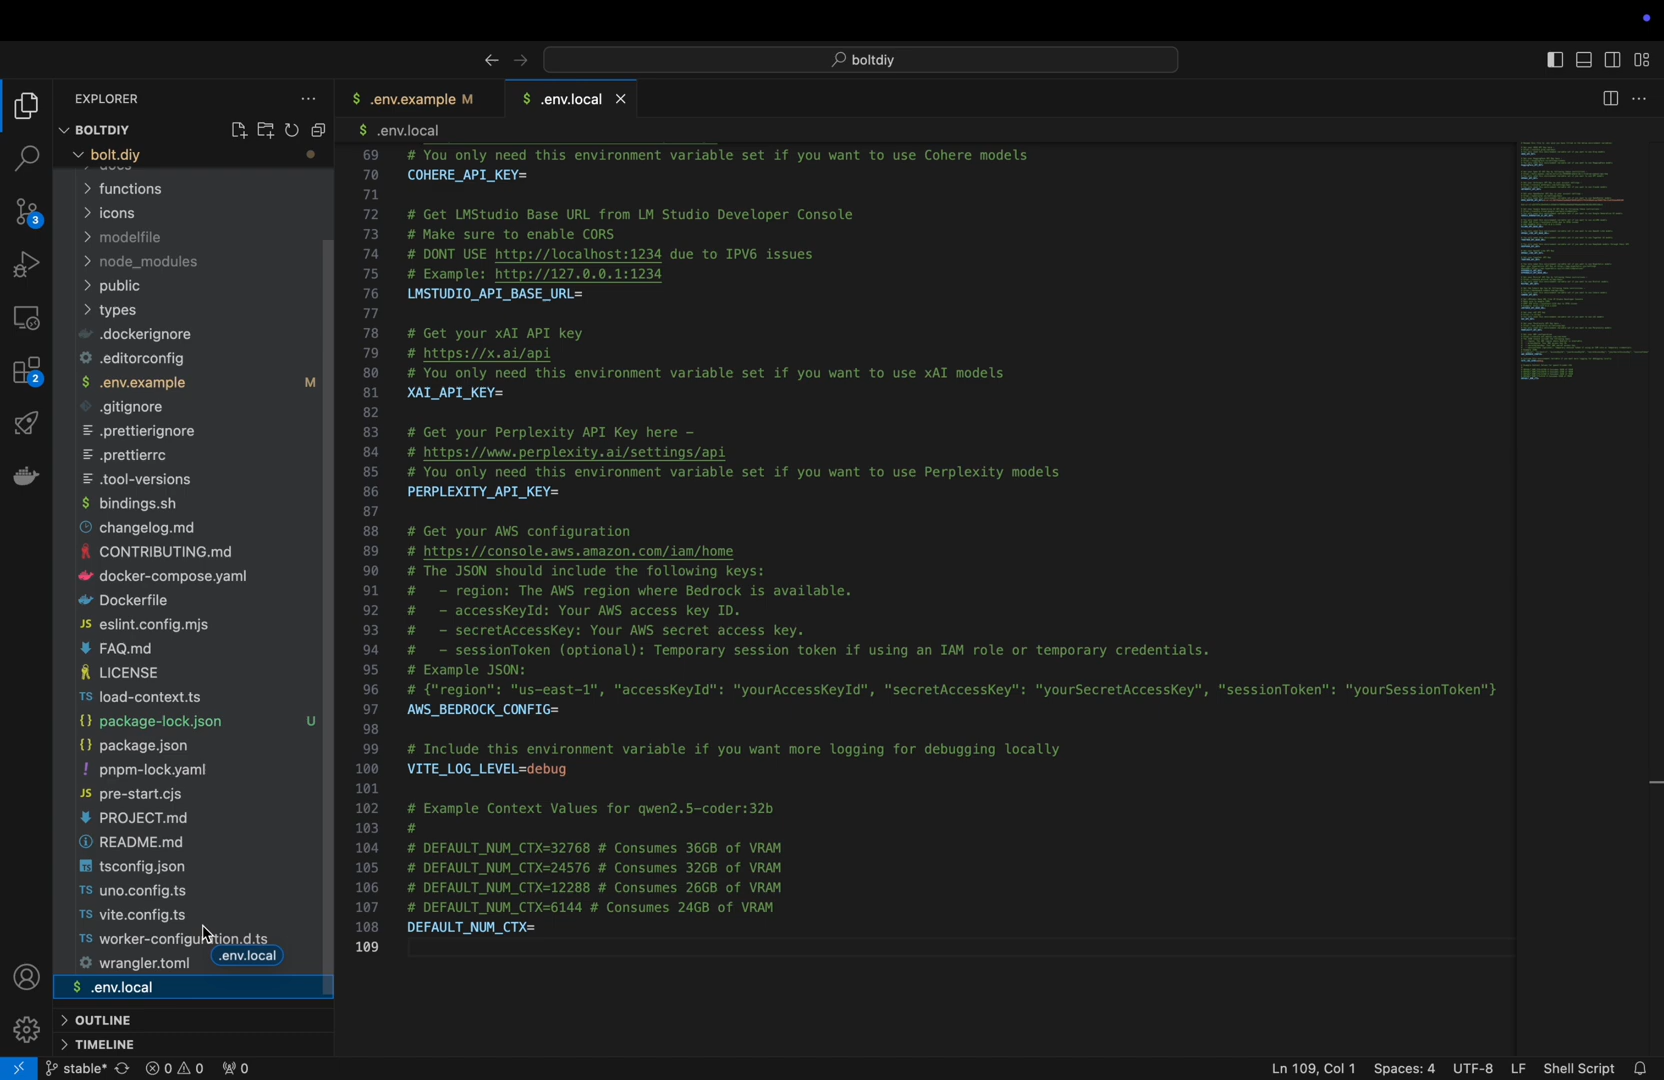 boltdiy
EXPLORER
BOLTDIY
bolt.diy
docs
functions
icons
modelfile
node_modules
public
types
.dockerignore
.editorconfig
$ .env.example M
.gitignore
.prettierignore
.prettierrc
.tool-versions
$ bindings.sh
changelog.md
CONTRIBUTING.md
docker-compose.yaml
Dockerfile
JS eslint.config.mjs
FAQ.md
LICENSE
TS load-context.ts
{} package-lock.json U
{} package.json
! pnpm-lock.yaml
JS pre-start.cjs
PROJECT.md
README.md
tsconfig.json
TS uno.config.ts
TS vite.config.ts
TS worker-configuration.d.ts
.env.local
wrangler.toml
$ .env.local
OUTLINE
TIMELINE
3
2
$ .env.example M
$ .env.local
$ .env.local
69 # You only need this environment variable set if you want to use Cohere models
70 COHERE_API_KEY=
71
72 # Get LMStudio Base URL from LM Studio Developer Console
73 # Make sure to enable CORS
74 # DONT USE http://localhost:1234 due to IPV6 issues
75 # Example: http://127.0.0.1:1234
76 LMSTUDIO_API_BASE_URL=
77
78 # Get your xAI API key
79 # https://x.ai/api
80 # You only need this environment variable set if you want to use xAI models
81 XAI_API_KEY=
82
83 # Get your Perplexity API Key here -
84 # https://www.perplexity.ai/settings/api
85 # You only need this environment variable set if you want to use Perplexity models
86 PERPLEXITY_API_KEY=
87
88 # Get your AWS configuration
89 # https://console.aws.amazon.com/iam/home
90 # The JSON should include the following keys:
91 # - region: The AWS region where Bedrock is available.
92 # - accessKeyId: Your AWS access key ID.
93 # - secretAccessKey: Your AWS secret access key.
94 # - sessionToken (optional): Temporary session token if using an IAM role or temporary credentials.
95 # Example JSON:
96 # {"region": "us-east-1", "accessKeyId": "yourAccessKeyId", "secretAccessKey": "yourSecretAccessKey", "sessionToken": "yourSessionToken"}
97 AWS_BEDROCK_CONFIG=
98
99 # Include this environment variable if you want more logging for debugging locally
100 VITE_LOG_LEVEL=debug
101
102 # Example Context Values for qwen2.5-coder:32b
103 #
104 # DEFAULT_NUM_CTX=32768 # Consumes 36GB of VRAM
105 # DEFAULT_NUM_CTX=24576 # Consumes 32GB of VRAM
106 # DEFAULT_NUM_CTX=12288 # Consumes 26GB of VRAM
107 # DEFAULT_NUM_CTX=6144 # Consumes 24GB of VRAM
108 DEFAULT_NUM_CTX=
109
stable* 0 0 0 Ln 109, Col 1 Spaces: 4 UTF-8 LF Shell Script